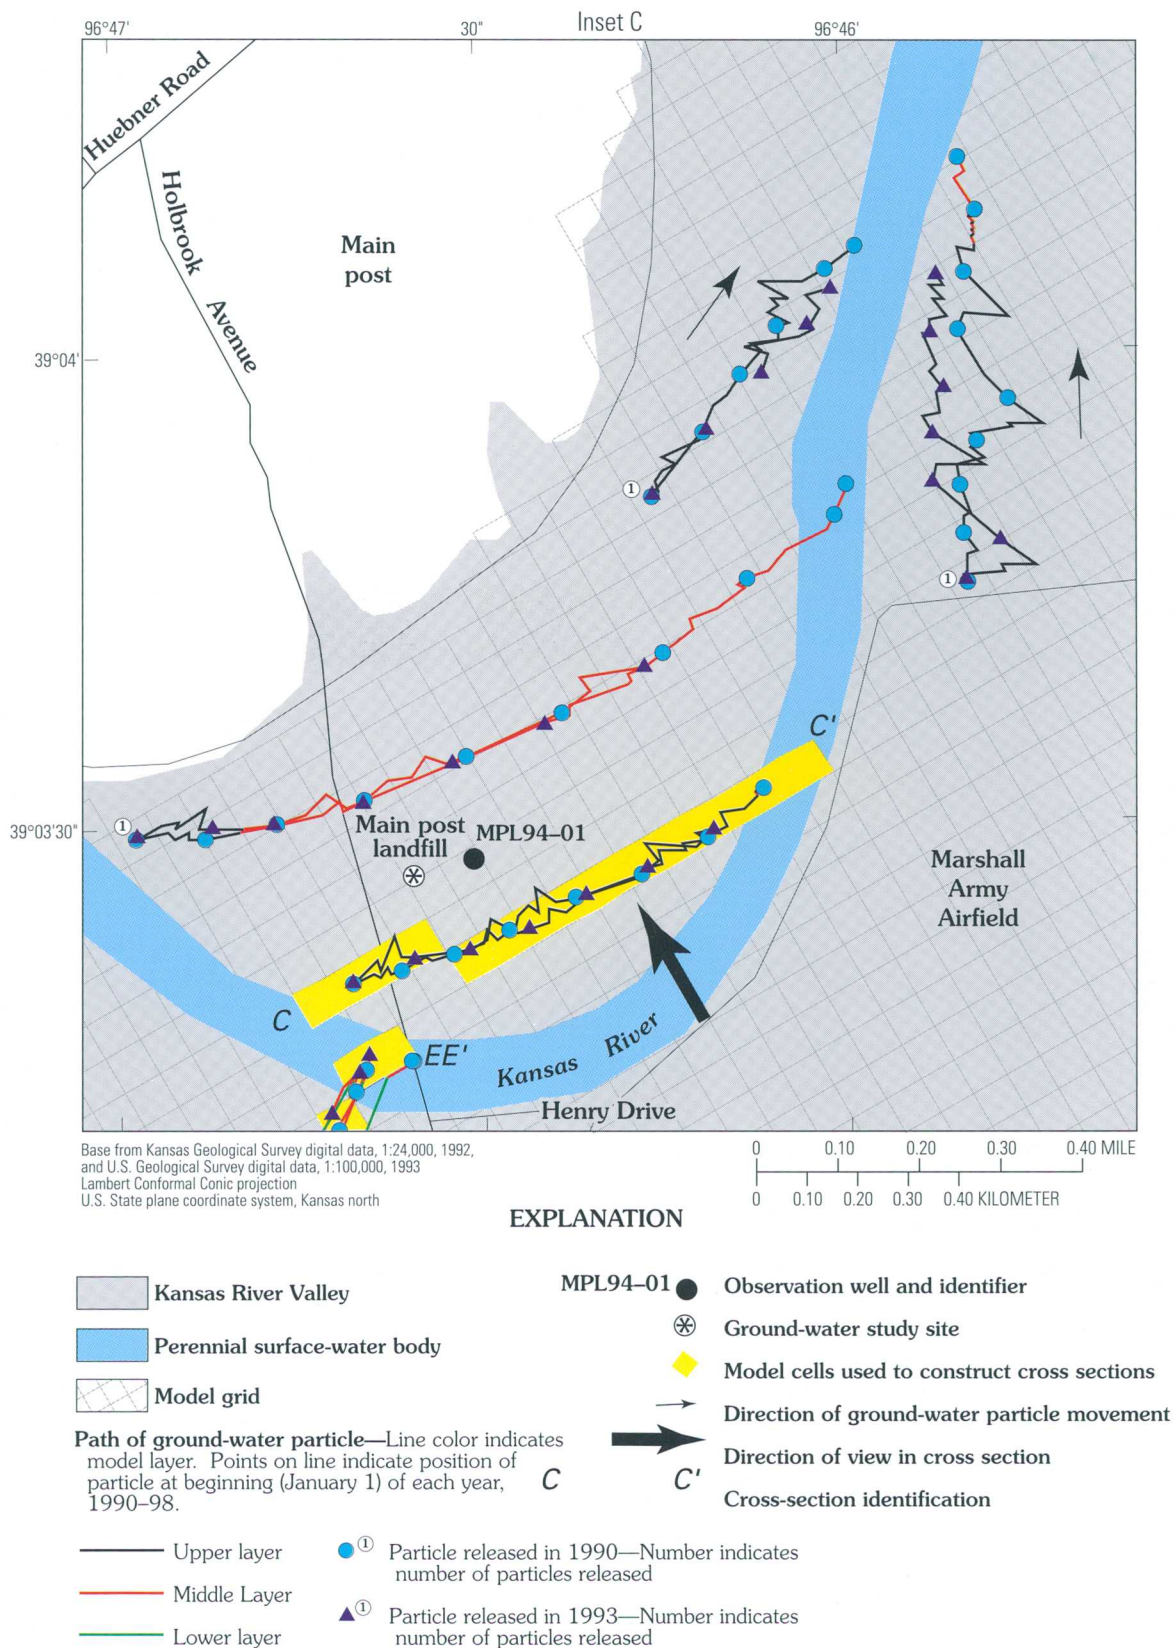 Inset C
96°47'
30"
96°46'
Huebner Road
Holbrook Avenue
Main
post
39°04'
1
1
1
C'
39°03'30"
1
Main post
landfill
MPL94–01
Marshall
Army
Airfield
C
EE'
Kansas River
Henry Drive
Base from Kansas Geological Survey digital data, 1:24,000, 1992,
and U.S. Geological Survey digital data, 1:100,000, 1993
Lambert Conformal Conic projection
U.S. State plane coordinate system, Kansas north
0 0.10 0.20 0.30 0.40 MILE
0 0.10 0.20 0.30 0.40 KILOMETER
EXPLANATION
Kansas River Valley
Perennial surface-water body
Model grid
Path of ground-water particle—Line color indicates
model layer. Points on line indicate position of
particle at beginning (January 1) of each year,
1990–98.
Upper layer
Middle Layer
Lower layer
MPL94–01 Observation well and identifier
Ground-water study site
Model cells used to construct cross sections
Direction of ground-water particle movement
Direction of view in cross section
C C' Cross-section identification
1 Particle released in 1990—Number indicates
number of particles released
1 Particle released in 1993—Number indicates
number of particles released